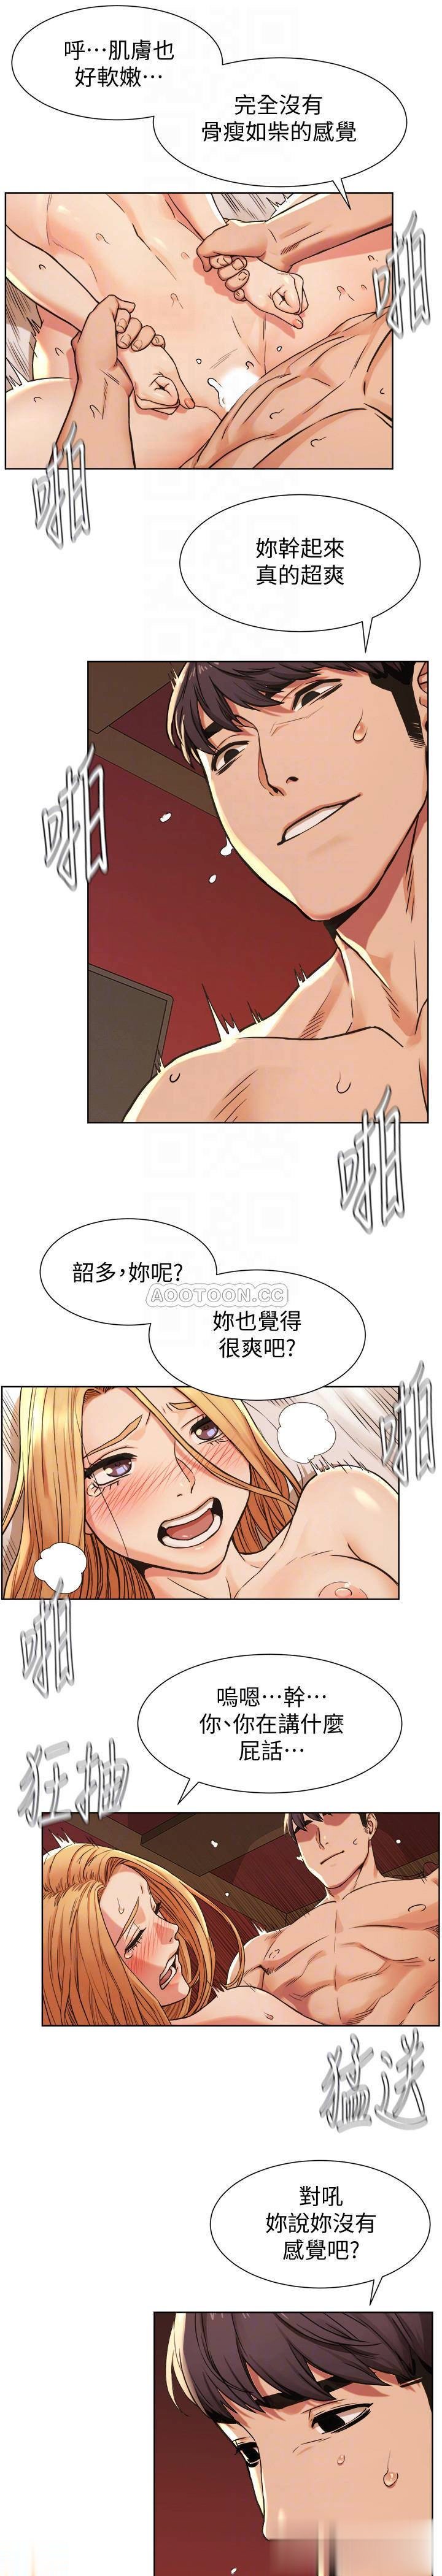 呼…肌膚也
好軟嫩…
完全沒有
骨瘦如柴的感覺
啪
啪
妳幹起來
真的超爽
啪
啪
韶多，妳呢?
AOOTOON.CC
妳也覺得
很爽吧?
啪
啪
嗚嗯…幹…
你、你在講什麼
屁話…
狂抽
猛送
對吼
妳說妳沒有
感覺吧?